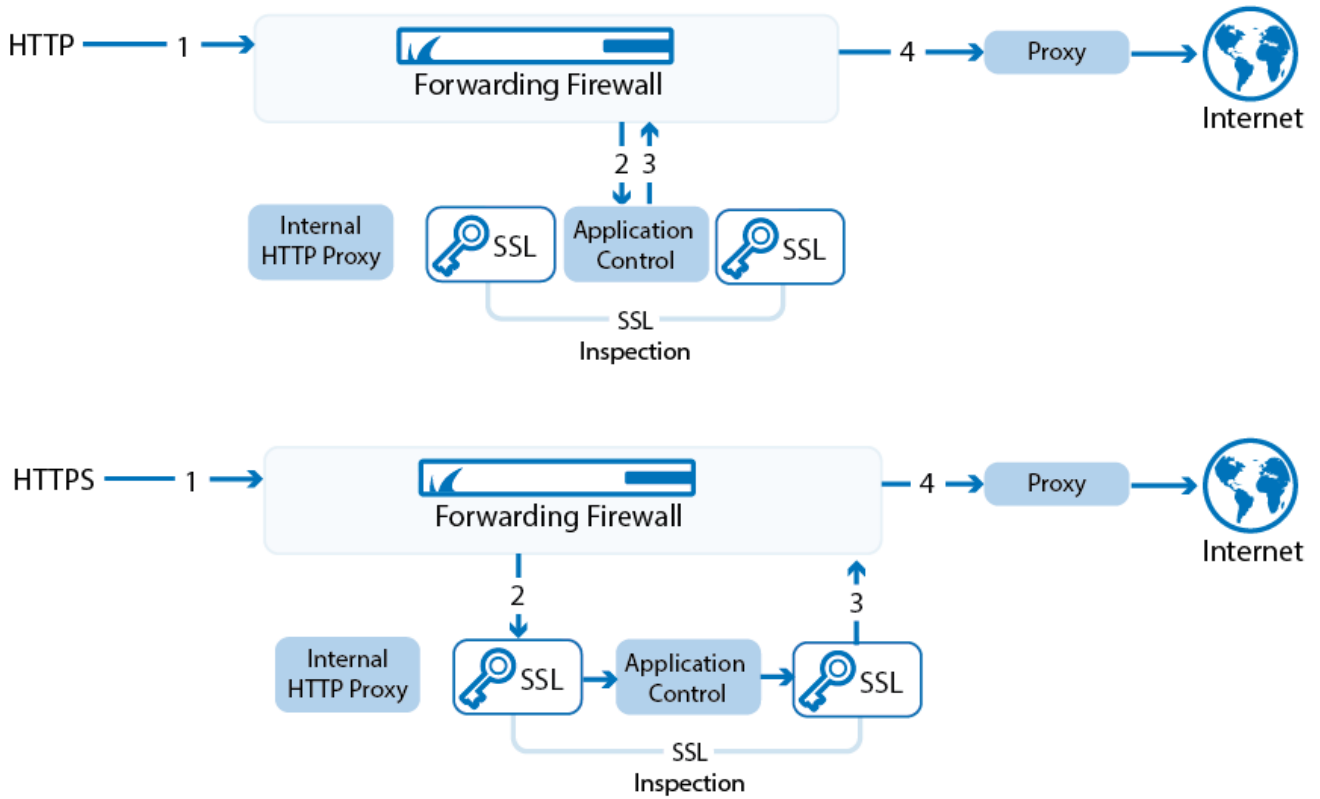 HTTP
1
Forwarding Firewall
4
Proxy
Internet
2 3
Internal
HTTP Proxy
SSL
Application
Control
SSL
SSL
Inspection
HTTPS
1
Forwarding Firewall
4
Proxy
Internet
2
3
Internal
HTTP Proxy
SSL
Application
Control
SSL
SSL
Inspection